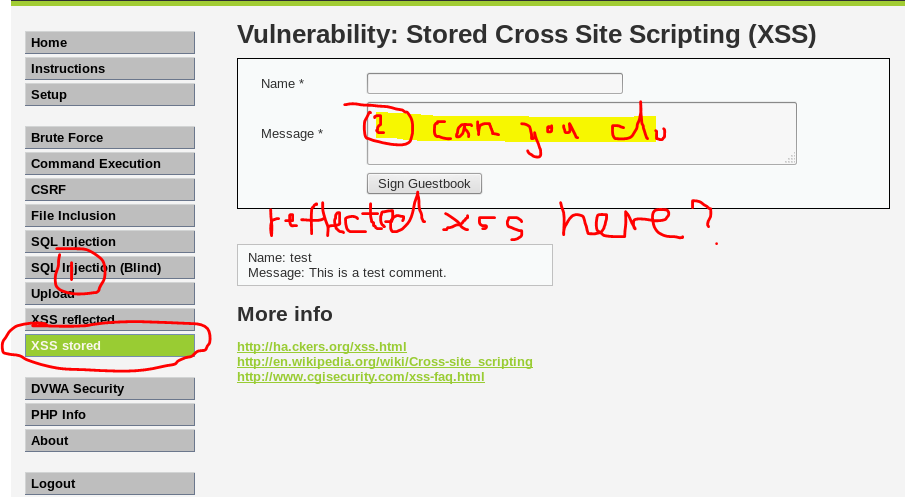 Home
Instructions
Setup
Brute Force
Command Execution
CSRF
File Inclusion
SQL Injection
SQL Injection (Blind)
1
Upload
XSS reflected
XSS stored
DVWA Security
PHP Info
About
Logout
Vulnerability: Stored Cross Site Scripting (XSS)
Name *
Message *
2 can you do
Sign Guestbook
reflected xss here?
Name: test
Message: This is a test comment.
More info
http://ha.ckers.org/xss.html
http://en.wikipedia.org/wiki/Cross-site_scripting
http://www.cgisecurity.com/xss-faq.html